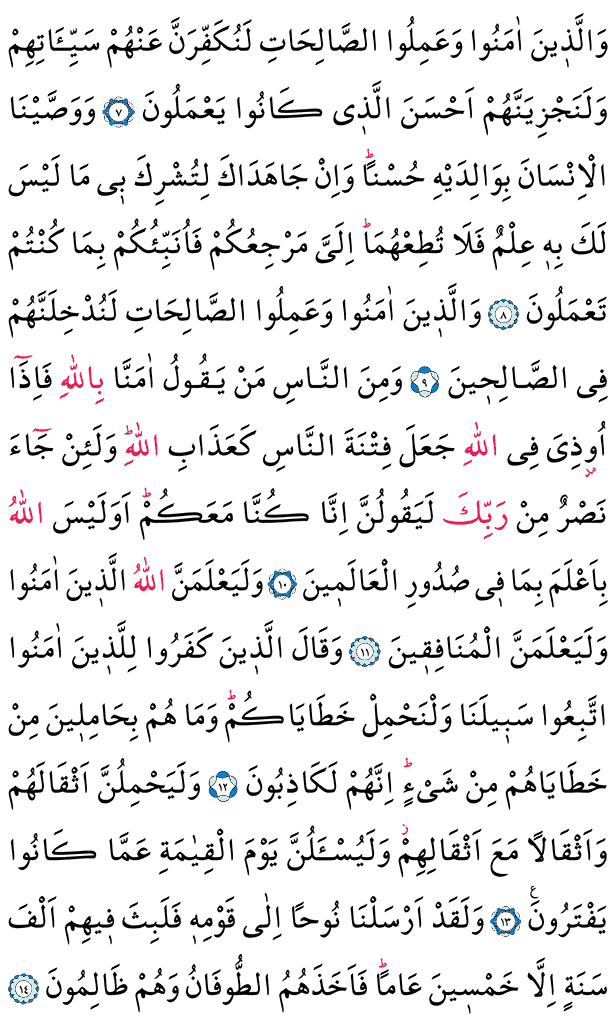 وَالَّذ۪ينَ اٰمَنُوا وَعَمِلُوا الصَّالِحَاتِ لَنُكَفِّرَنَّ عَنْهُمْ سَيِّـَٔاتِهِمْ
وَلَنَجْزِيَنَّهُمْ اَحْسَنَ الَّذ۪ي كَانُوا يَعْمَلُونَ ﴿٧﴾ وَوَصَّيْنَا
الْاِنْسَانَ بِوَالِدَيْهِ حُسْنًاۜ وَاِنْ جَاهَدَاكَ لِتُشْرِكَ ب۪ي مَا لَيْسَ
لَكَ بِه۪ عِلْمٌ فَلَا تُطِعْهُمَاۜ اِلَيَّ مَرْجِعُكُمْ فَاُنَبِّئُكُمْ بِمَا كُنْتُمْ
تَعْمَلُونَ ﴿٨﴾ وَالَّذ۪ينَ اٰمَنُوا وَعَمِلُوا الصَّالِحَاتِ لَنُدْخِلَنَّهُمْ
فِي الصَّالِح۪ينَ ﴿٩﴾ وَمِنَ النَّاسِ مَنْ يَقُولُ اٰمَنَّا بِاللّٰهِ فَاِذَٓا
اُو۫ذِيَ فِي اللّٰهِ جَعَلَ فِتْنَةَ النَّاسِ كَعَذَابِ اللّٰهِۜ وَلَئِنْ جَٓاءَ
نَصْرٌ مِنْ رَبِّكَ لَيَقُولُنَّ اِنَّا كُنَّا مَعَكُمْۜ اَوَلَيْسَ اللّٰهُ
بِاَعْلَمَ بِمَا ف۪ي صُدُورِ الْعَالَم۪ينَ ﴿١٠﴾ وَلَيَعْلَمَنَّ اللّٰهُ الَّذ۪ينَ اٰمَنُوا
وَلَيَعْلَمَنَّ الْمُنَافِق۪ينَ ﴿١١﴾ وَقَالَ الَّذ۪ينَ كَفَرُوا لِلَّذ۪ينَ اٰمَنُوا
اتَّبِعُوا سَب۪يلَنَا وَلْنَحْمِلْ خَطَايَاكُمْۜ وَمَا هُمْ بِحَامِل۪ينَ مِنْ
خَطَايَاهُمْ مِنْ شَيْءٍۜ اِنَّهُمْ لَكَاذِبُونَ ﴿١٢﴾ وَلَيَحْمِلُنَّ اَثْقَالَهُمْ
وَاَثْقَالًا مَعَ اَثْقَالِهِمْۘ وَلَيُسْـَٔلُنَّ يَوْمَ الْقِيٰمَةِ عَمَّا كَانُوا
يَفْتَرُونَ۟ ﴿١٣﴾ وَلَقَدْ اَرْسَلْنَا نُوحًا اِلٰى قَوْمِه۪ فَلَبِثَ ف۪يهِمْ اَلْفَ
سَنَةٍ اِلَّا خَمْس۪ينَ عَامًاۜ فَاَخَذَهُمُ الطُّوفَانُ وَهُمْ ظَالِمُونَ ﴿١٤﴾